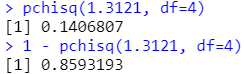 > pchisq(1.3121, df=4)
[1] 0.1406807
> 1 - pchisq(1.3121, df=4)
[1] 0.8593193